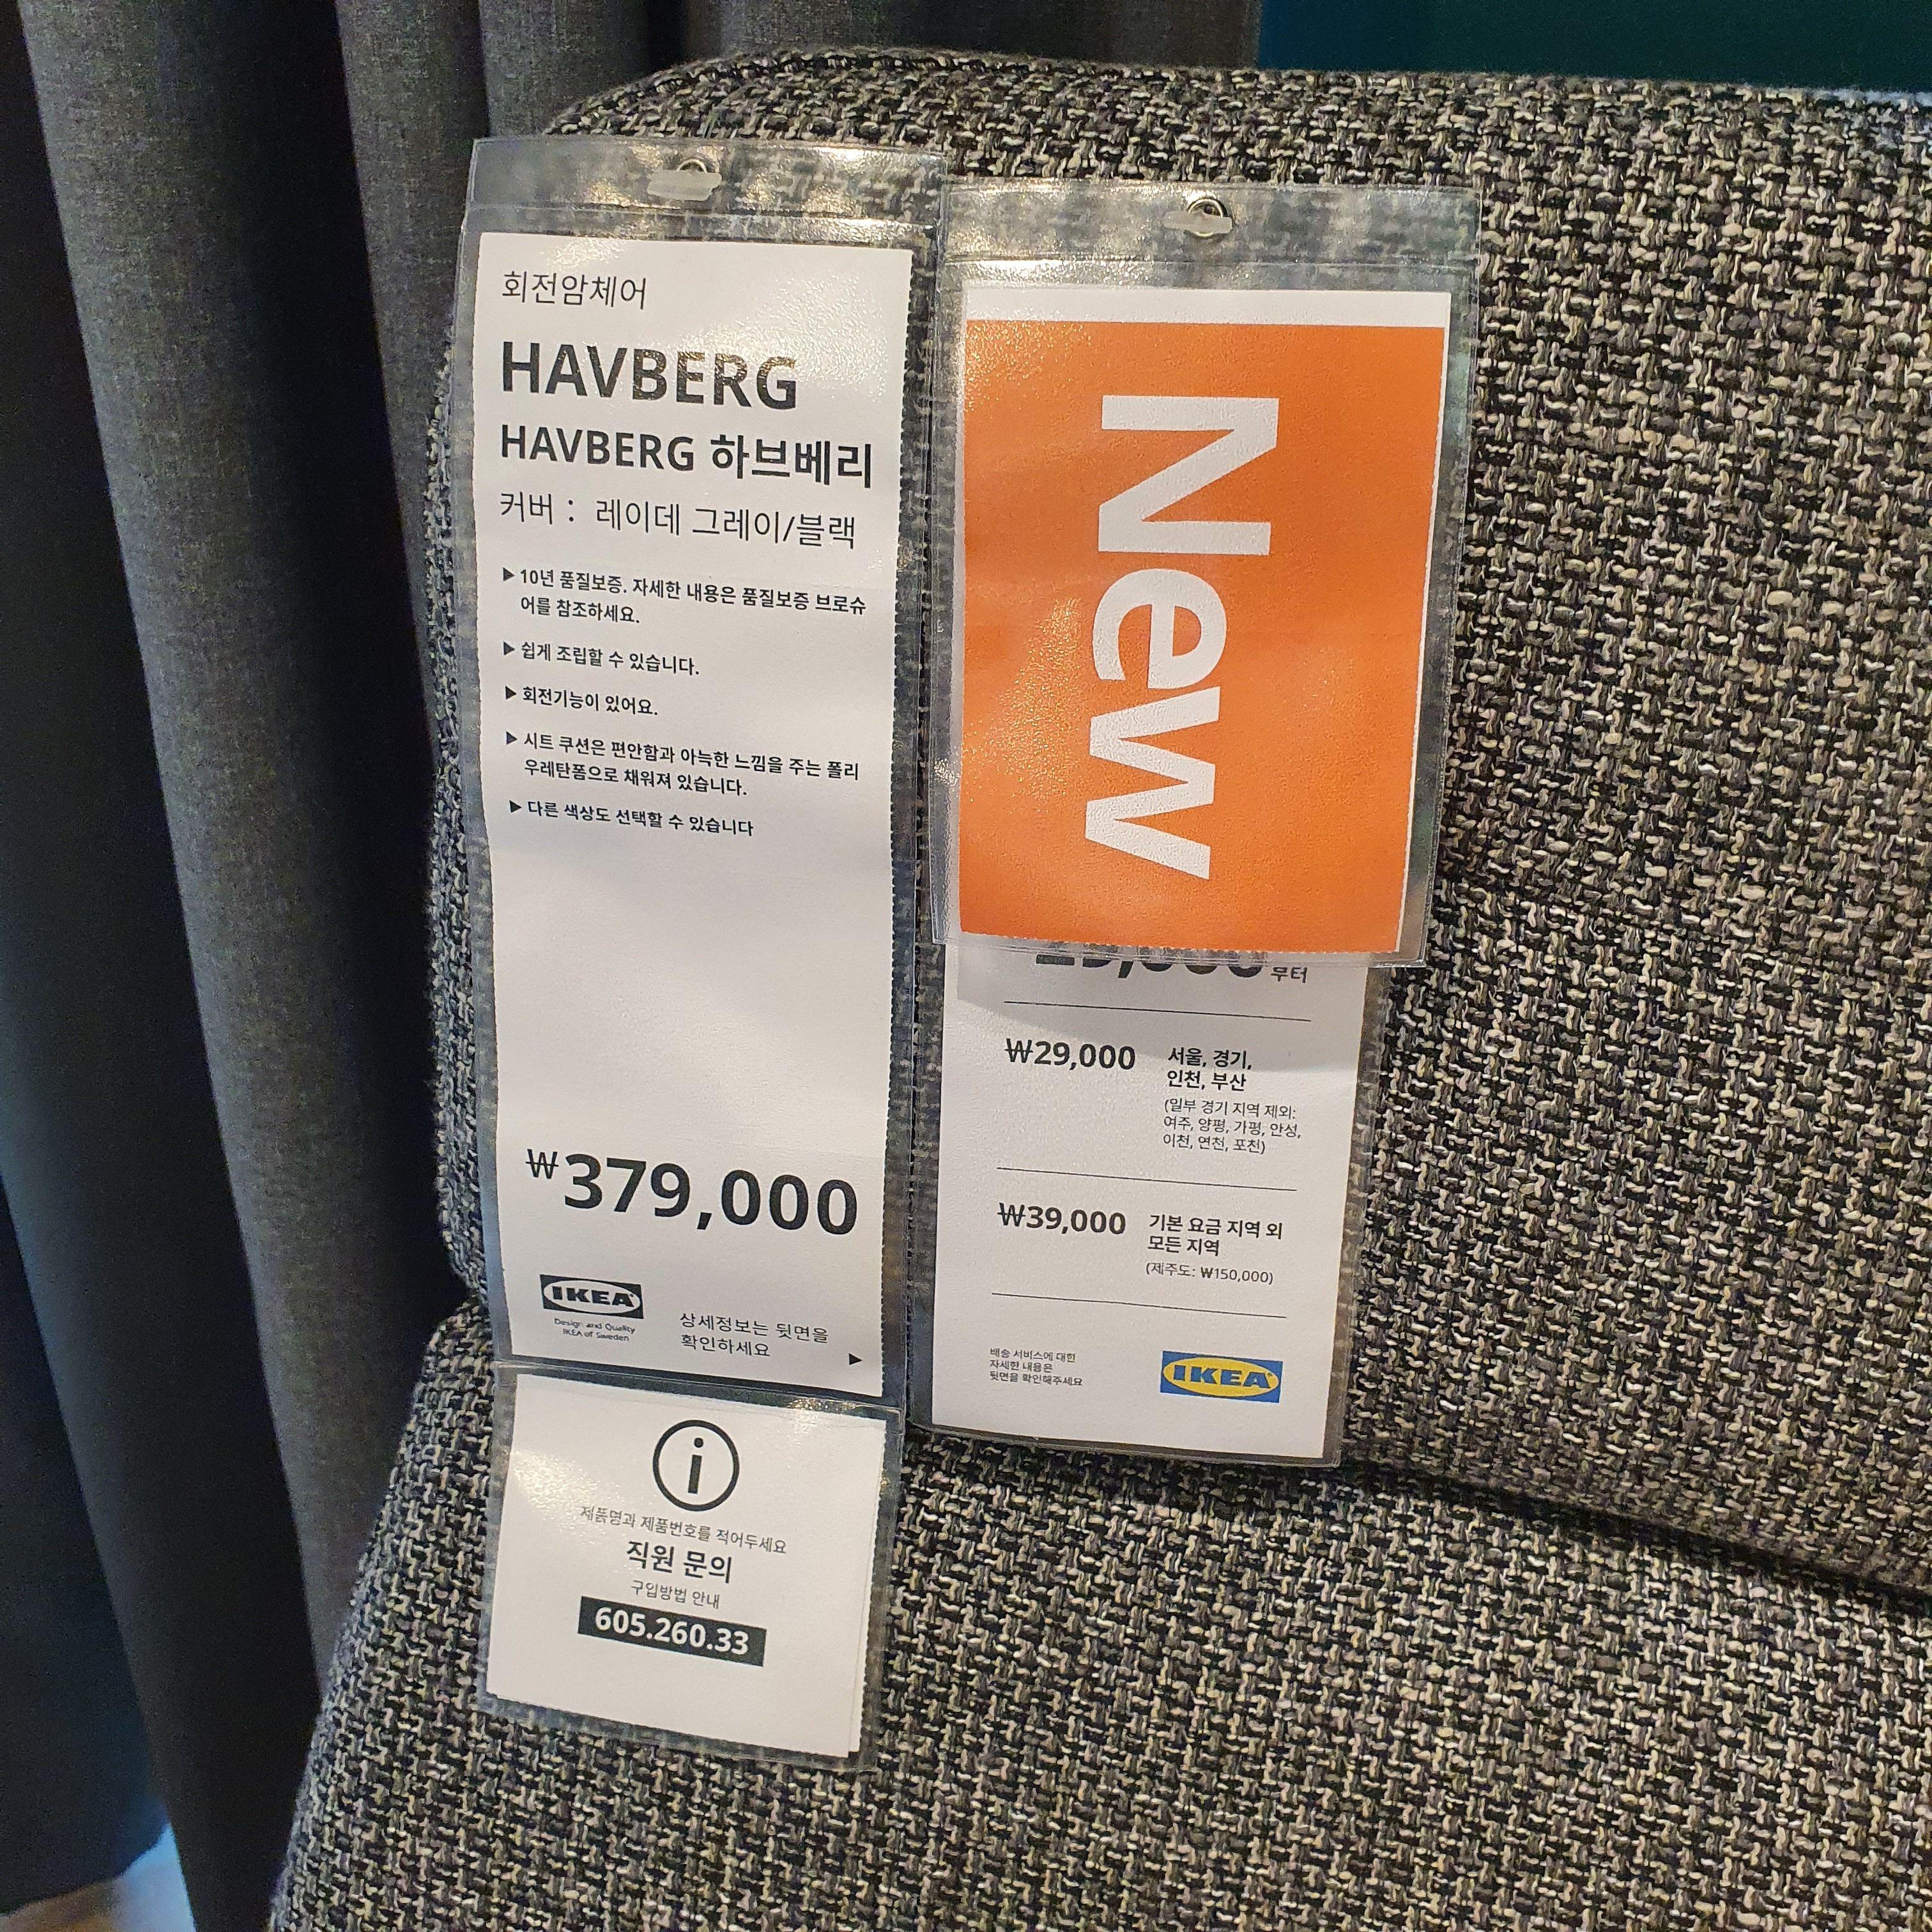 회전암체어
HAVBERG
HAVBERG 하브베리
커버 : 레이데 그레이/블랙
▶ 10년 품질보증. 자세한 내용은 품질보증 브로슈
어를 참조하세요.
▶ 쉽게 조립할 수 있습니다.
▶ 회전기능이 있어요.
▶ 시트 쿠션은 편안함과 아늑한 느낌을 주는 폴리
우레탄폼으로 채워져 있습니다.
▶ 다른 색상도 선택할 수 있습니다
₩379,000
IKEA
Design and Quality
IKEA of Sweden
상세정보는 뒷면을
확인하세요
▶
i
제품명과 제품번호를 적어두세요
직원 문의
구입방법 안내
605.260.33
New
부터
₩29,000
서울, 경기,
인천, 부산
(일부 경기 지역 제외:
여주, 양평, 가평, 안성,
이천, 연천, 포천)
₩39,000
기본 요금 지역 외
모든 지역
(제주도: ₩150,000)
배송 서비스에 대한
자세한 내용은
뒷면을 확인해주세요
IKEA